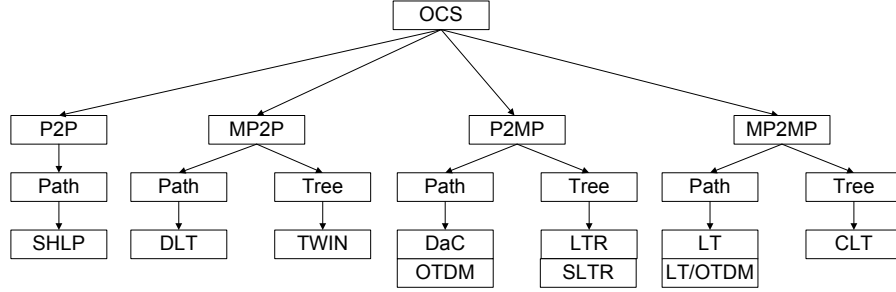 OCS
P2P MP2P P2MP MP2MP
Path Path Tree Path Tree Path Tree
SHLP DLT TWIN DaC LTR LT CLT
OTDM SLTR LT/OTDM